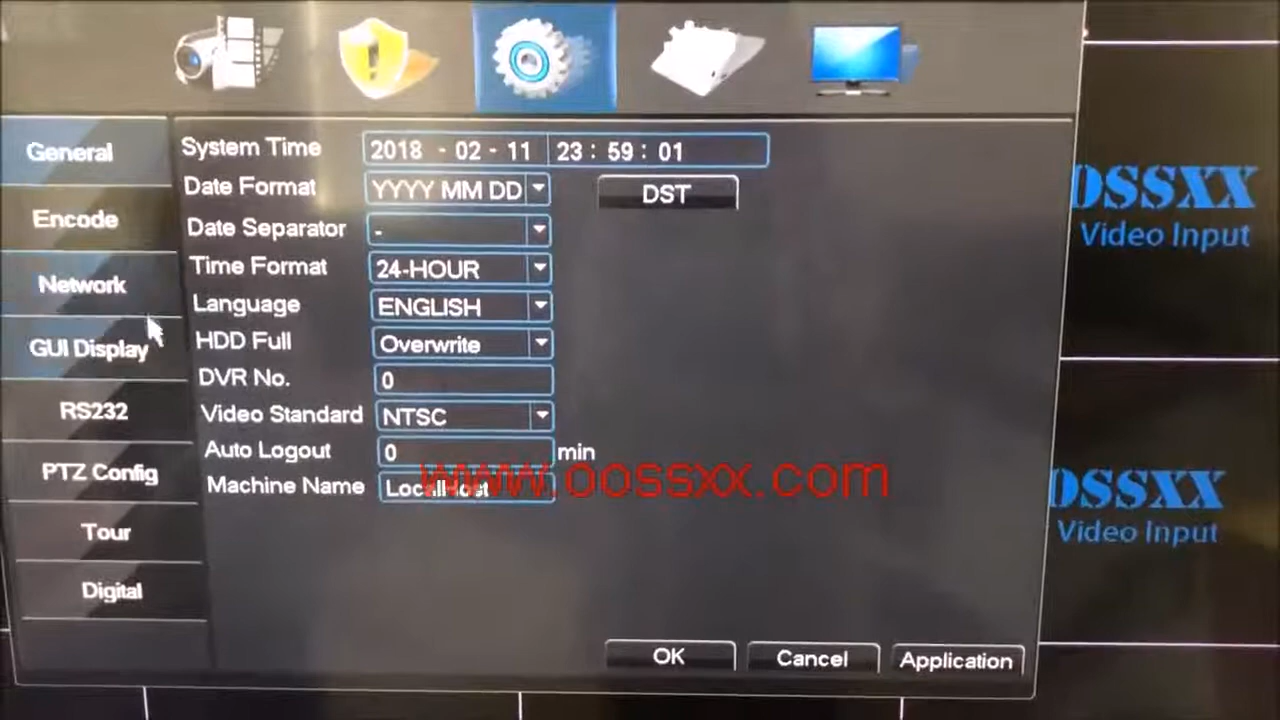 General
System Time 2018 - 02 - 11 23 : 59 : 01
Date Format YYYY MM DD DST
Encode
Date Separator -
Time Format 24-HOUR
Network
Language ENGLISH
HDD Full Overwrite
GUI Display
DVR No. 0
RS232
Video Standard NTSC
Auto Logout 0 min
PTZ Config
Machine Name LocalHost
www.oossxx.com
Tour
Digital
OK Cancel Application
OSSXX
Video Input
OSSXX
Video Input